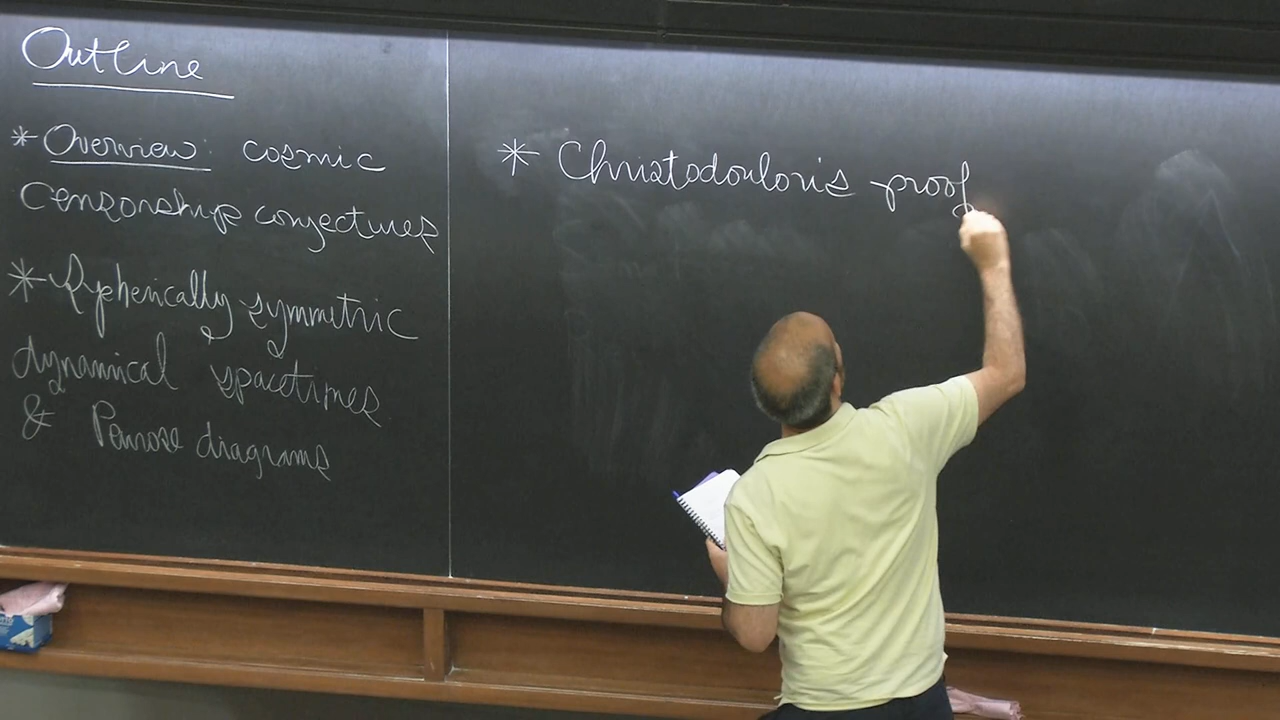 Outline
* Overview: cosmic
censorship conjectures
* Spherically symmetric
dynamical spacetimes
& Penrose diagrams
* Christodoulou's proof